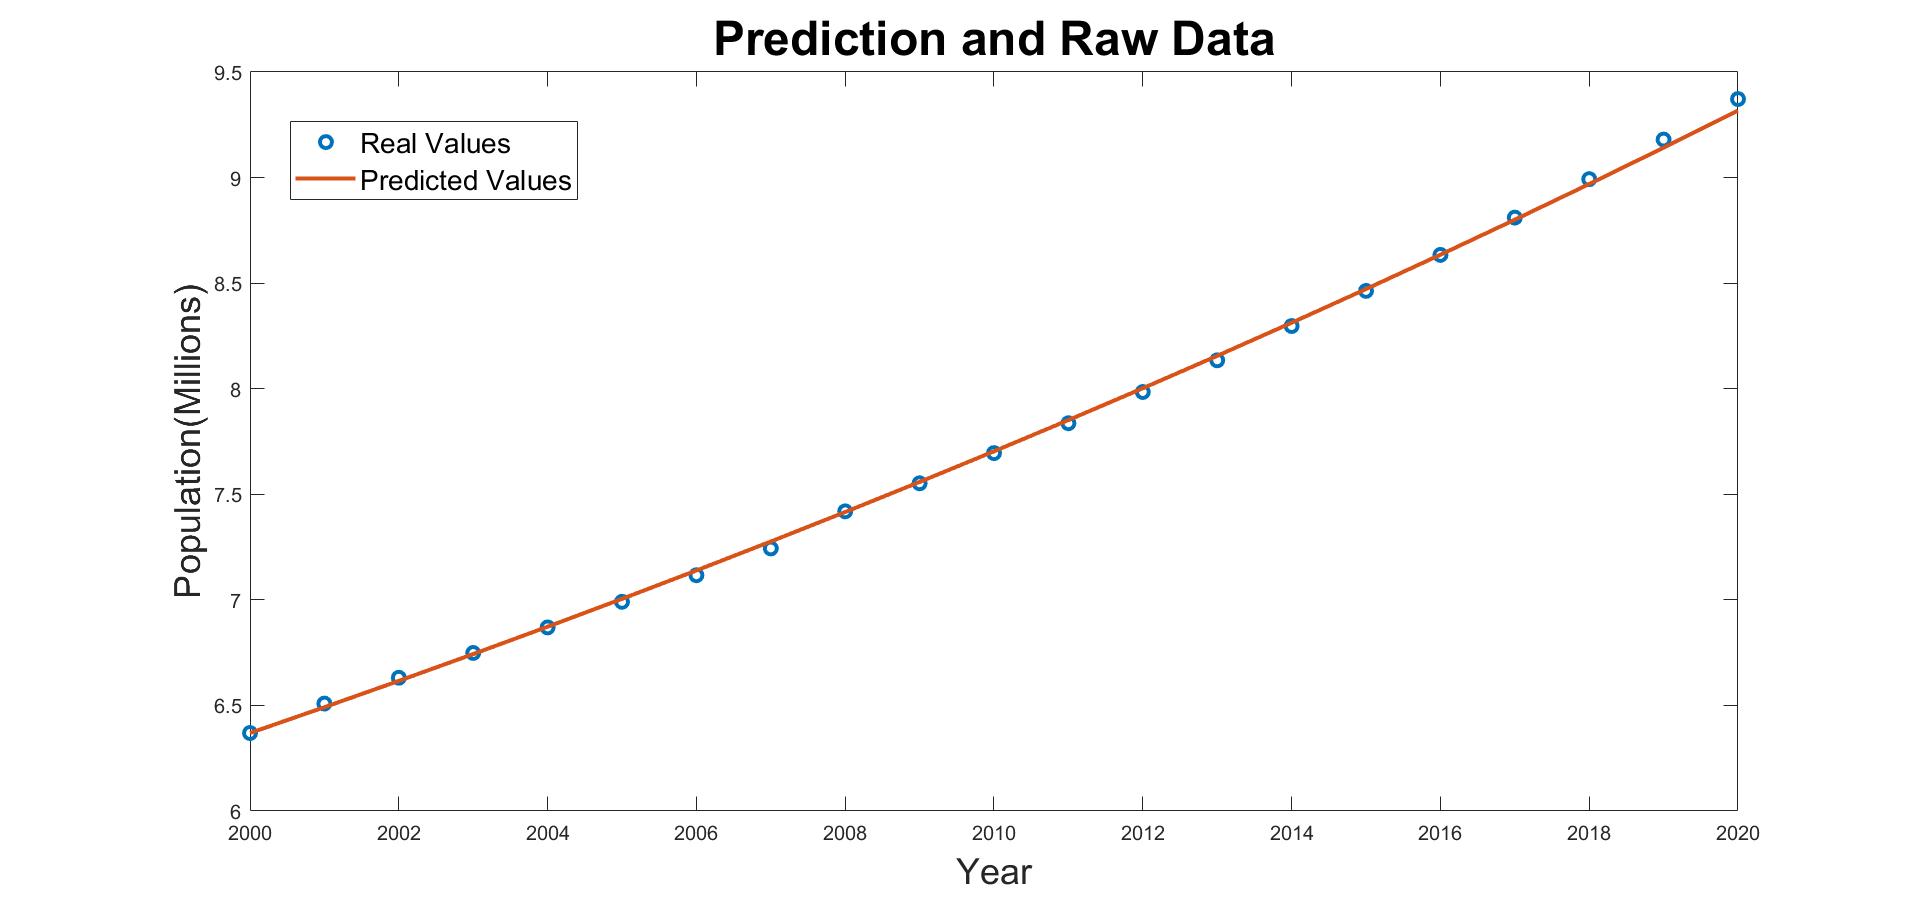 Prediction and Raw Data
Real Values
Predicted Values
Population(Millions)
9.5
9
8.5
8
7.5
7
6.5
6
2000 2002 2004 2006 2008 2010 2012 2014 2016 2018 2020
Year